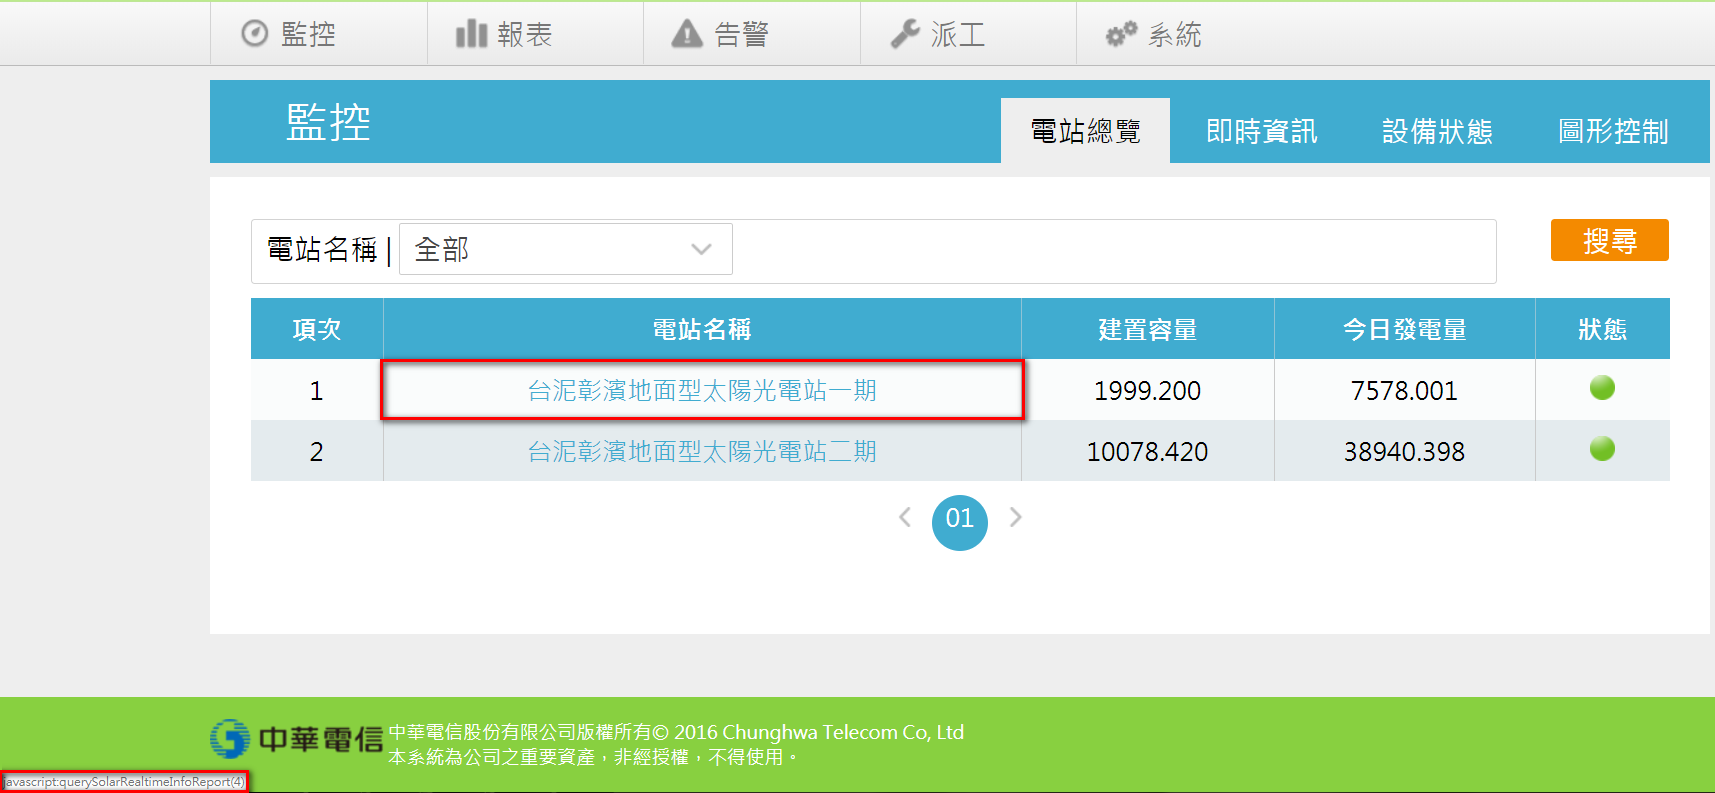 監控
報表
告警
派工
系統
監控
電站總覽
即時資訊
設備狀態
圖形控制
電站名稱 | 全部
搜尋
項次 電站名稱 建置容量 今日發電量 狀態
1 台泥彰濱地面型太陽光電站一期 1999.200 7578.001
2 台泥彰濱地面型太陽光電站二期 10078.420 38940.398
01
中華電信
中華電信股份有限公司版權所有© 2016 Chunghwa Telecom Co, Ltd
本系統為公司之重要資產，非經授權，不得使用。
javascript:querySolarRealtimeInfoReport(4)